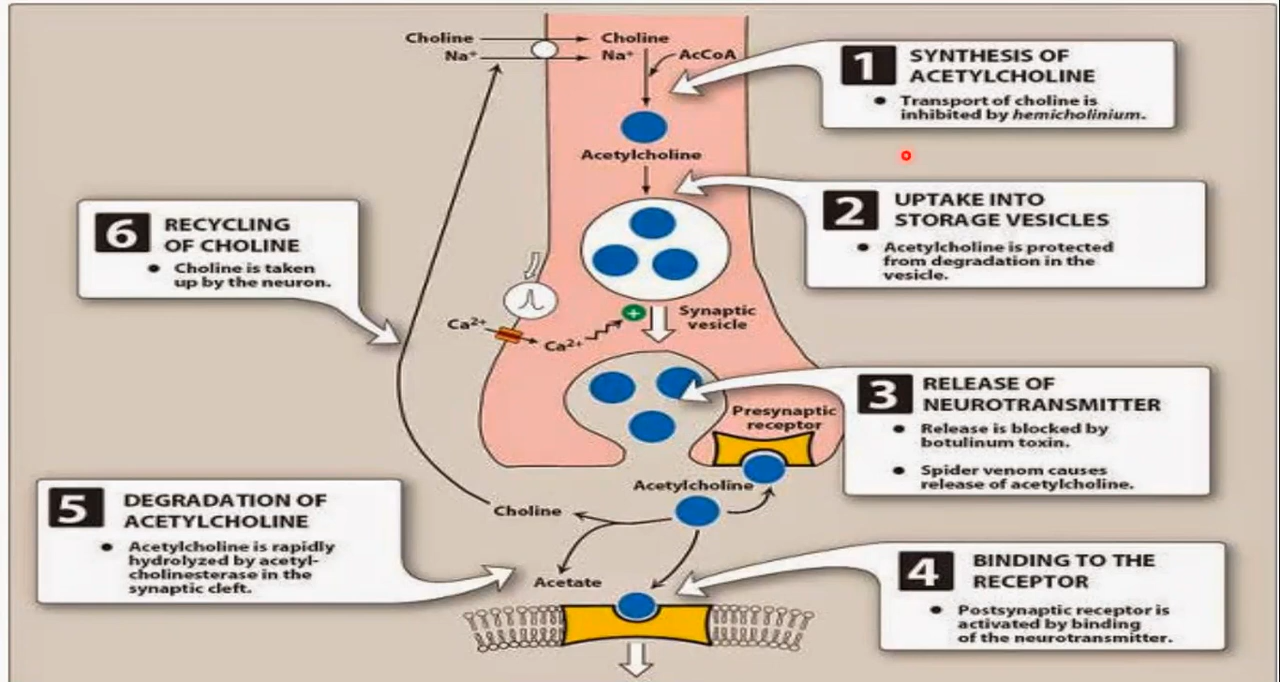 Choline
Na⁺
Choline
Na⁺
AcCoA
1
SYNTHESIS OF
ACETYLCHOLINE
• Transport of choline is
inhibited by hemicholinium.
Acetylcholine
2
UPTAKE INTO
STORAGE VESICLES
• Acetylcholine is protected
from degradation in the
vesicle.
6
RECYCLING
OF CHOLINE
• Choline is taken
up by the neuron.
Ca²⁺
Ca²⁺
+
Synaptic
vesicle
3
RELEASE OF
NEUROTRANSMITTER
• Release is blocked by
botulinum toxin.
• Spider venom causes
release of acetylcholine.
Presynaptic
receptor
Acetylcholine
Choline
Acetate
5
DEGRADATION OF
ACETYLCHOLINE
• Acetylcholine is rapidly
hydrolyzed by acetyl-
cholinesterase in the
synaptic cleft.
4
BINDING TO THE
RECEPTOR
• Postsynaptic receptor is
activated by binding
of the neurotransmitter.